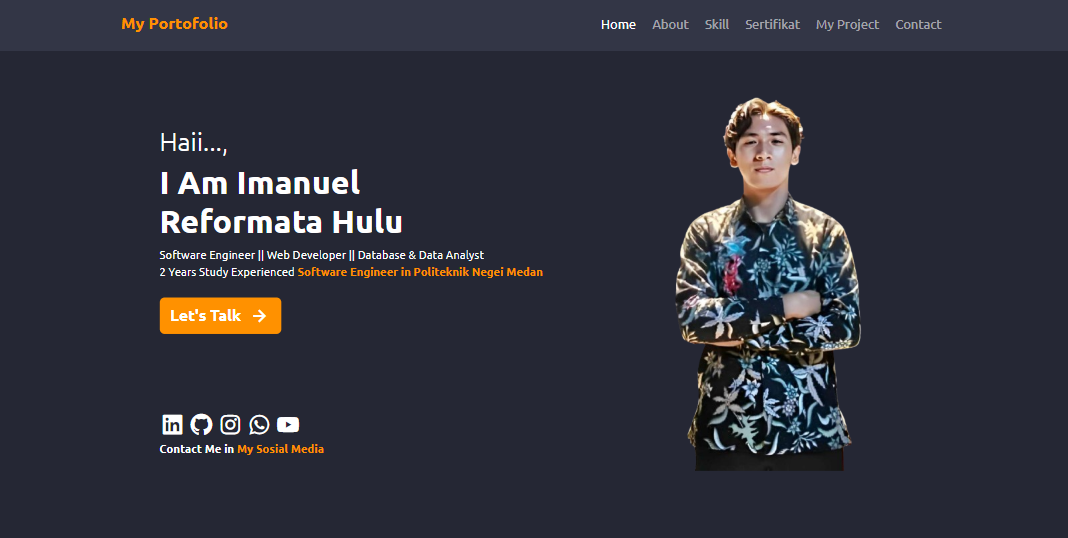 My Portofolio
Home About Skill Sertifikat My Project Contact
Haii...,
I Am Imanuel
Reformata Hulu
Software Engineer || Web Developer || Database & Data Analyst
2 Years Study Experienced Software Engineer in Politeknik Negei Medan
Let's Talk
in
Contact Me in My Sosial Media